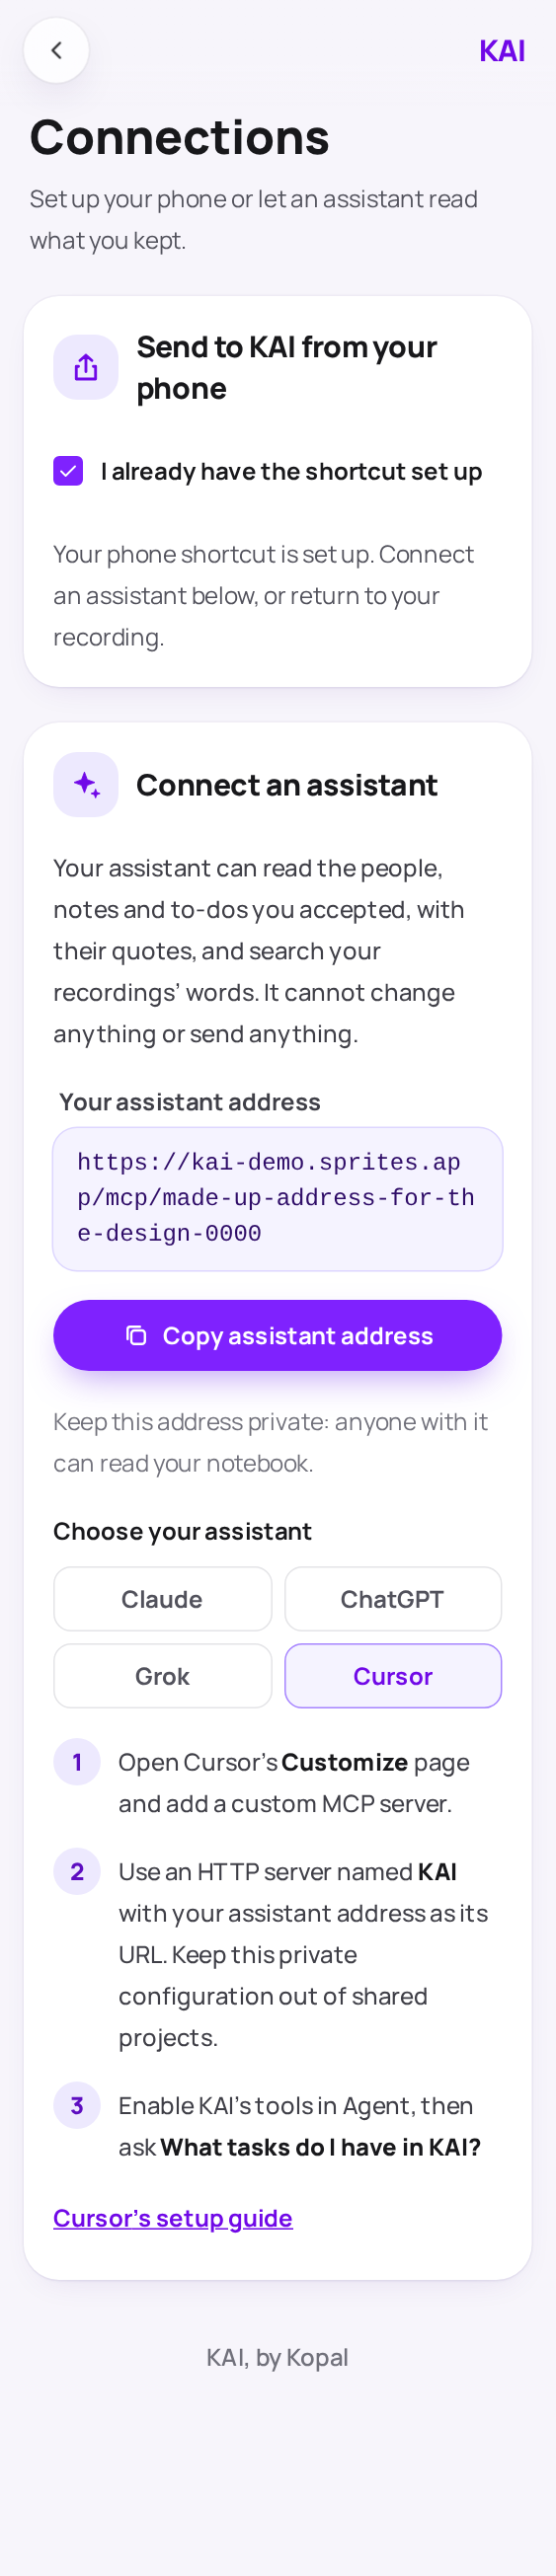 KAI
Connections
Set up your phone or let an assistant read
what you kept.
Send to KAI from your
phone
I already have the shortcut set up
Your phone shortcut is set up. Connect
an assistant below, or return to your
recording.
Connect an assistant
Your assistant can read the people,
notes and to-dos you accepted, with
their quotes, and search your
recordings’ words. It cannot change
anything or send anything.
Your assistant address
https://kai-demo.sprites.ap
p/mcp/made-up-address-for-th
e-design-0000
Copy assistant address
Keep this address private: anyone with it
can read your notebook.
Choose your assistant
Claude
ChatGPT
Grok
Cursor
1 Open Cursor’s Customize page
and add a custom MCP server.
2 Use an HTTP server named KAI
with your assistant address as its
URL. Keep this private
configuration out of shared
projects.
3 Enable KAI’s tools in Agent, then
ask What tasks do I have in KAI?
Cursor’s setup guide
KAI, by Kopal